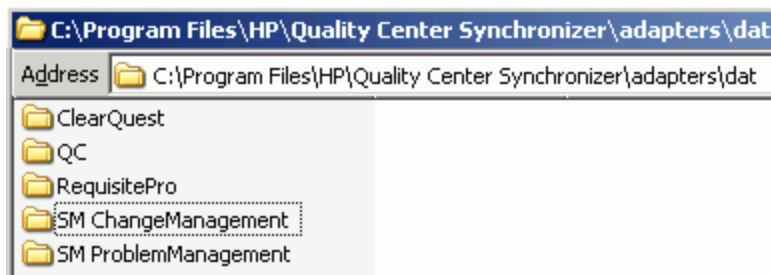 C:\Program Files\HP\Quality Center Synchronizer\adapters\dat
Address C:\Program Files\HP\Quality Center Synchronizer\adapters\dat
ClearQuest
QC
RequisitePro
SM ChangeManagement
SM ProblemManagement